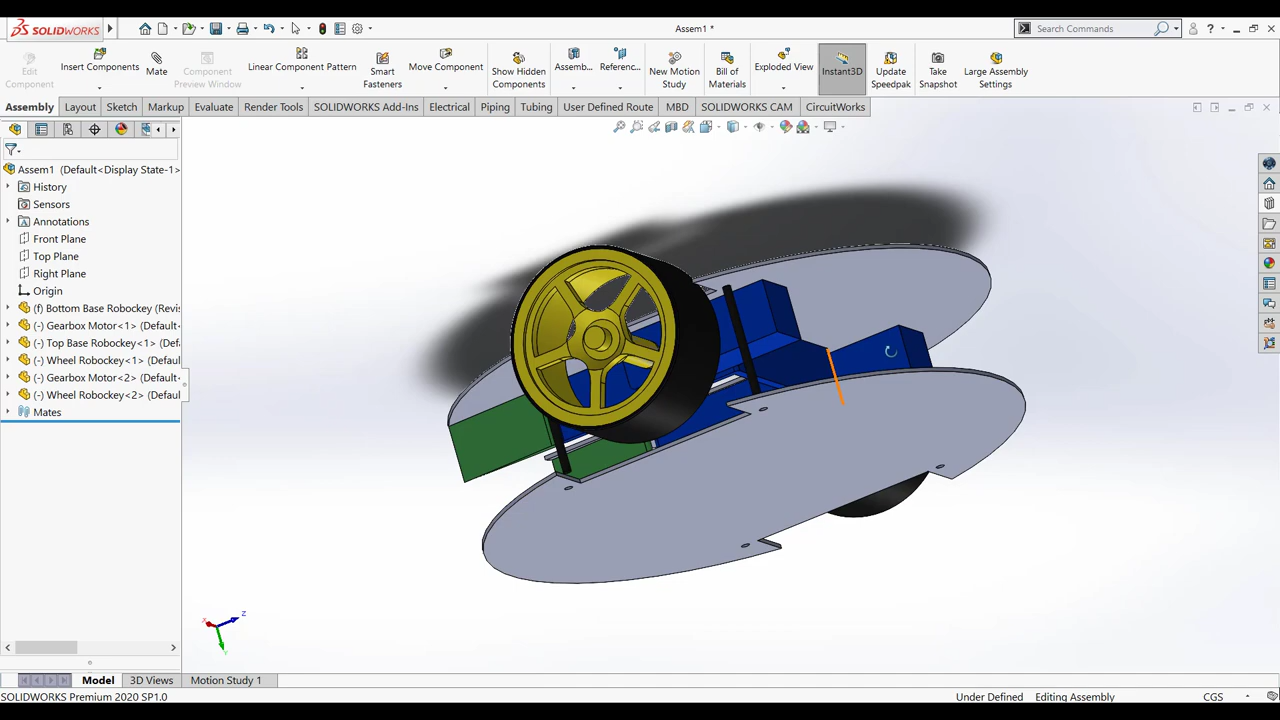 SOLIDWORKS
Assem1 *
Search Commands
Edit Component
Insert Components
Mate
Component Preview Window
Linear Component Pattern
Smart Fasteners
Move Component
Show Hidden Components
Assemb...
Referenc...
New Motion Study
Bill of Materials
Exploded View
Instant3D
Update Speedpak
Take Snapshot
Large Assembly Settings
Assembly
Layout
Sketch
Markup
Evaluate
Render Tools
SOLIDWORKS Add-Ins
Electrical
Piping
Tubing
User Defined Route
MBD
SOLIDWORKS CAM
CircuitWorks
Assem1 (Default<Display State-1>
History
Sensors
Annotations
Front Plane
Top Plane
Right Plane
Origin
(f) Bottom Base Robockey (Revis
(-) Gearbox Motor<1> (Default<
(-) Top Base Robockey<1> (Defa
(-) Wheel Robockey<1> (Defaul
(-) Gearbox Motor<2> (Default<
(-) Wheel Robockey<2> (Defaul
Mates
X
Y
Z
Model
3D Views
Motion Study 1
SOLIDWORKS Premium 2020 SP1.0
Under Defined
Editing Assembly
CGS